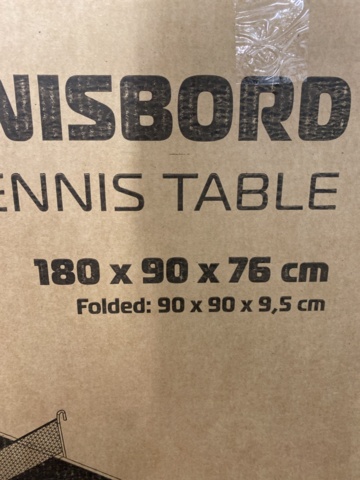 NISBORD
ENNIS TABLE
180 x 90 x 76 cm
Folded: 90 x 90 x 9,5 cm